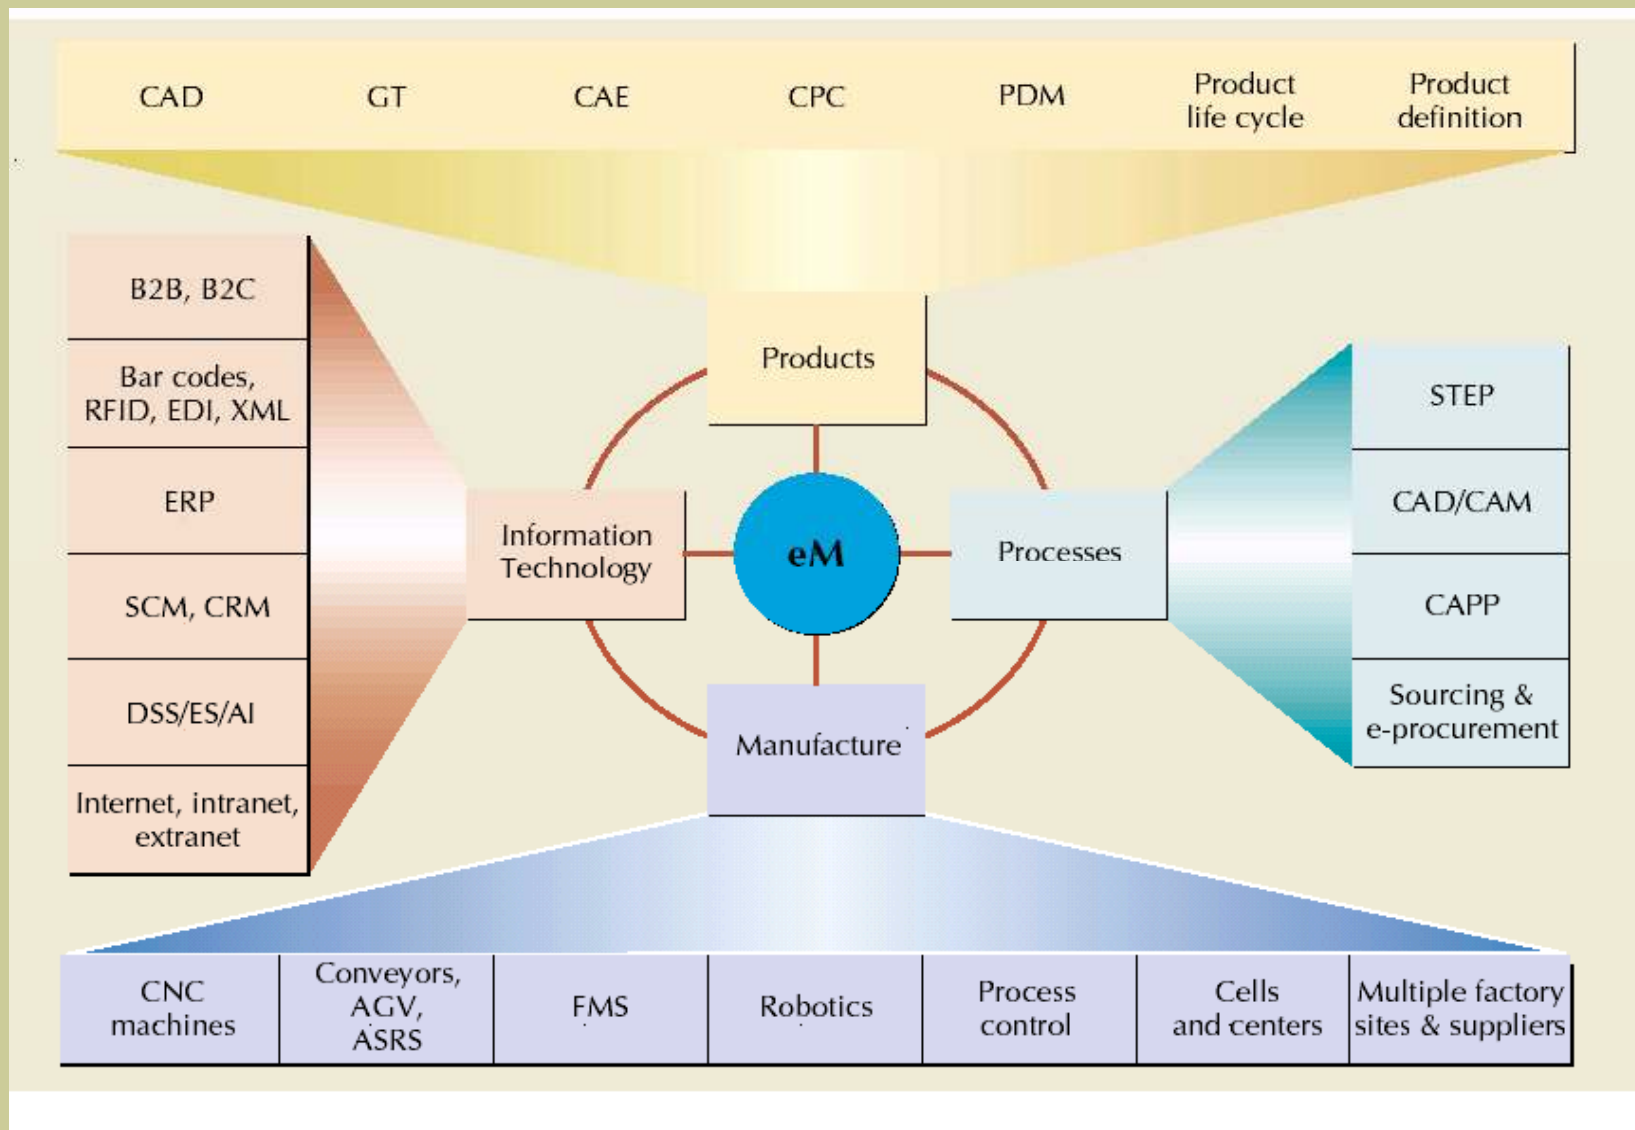 CAD
GT
CAE
CPC
PDM
Product
life cycle
Product
definition
B2B, B2C
Bar codes,
RFID, EDI, XML
ERP
SCM, CRM
DSS/ES/AI
Internet, intranet,
extranet
Products
Information
Technology
eM
Processes
Manufacture
STEP
CAD/CAM
CAPP
Sourcing &
e-procurement
CNC
machines
Conveyors,
AGV,
ASRS
FMS
Robotics
Process
control
Cells
and centers
Multiple factory
sites & suppliers